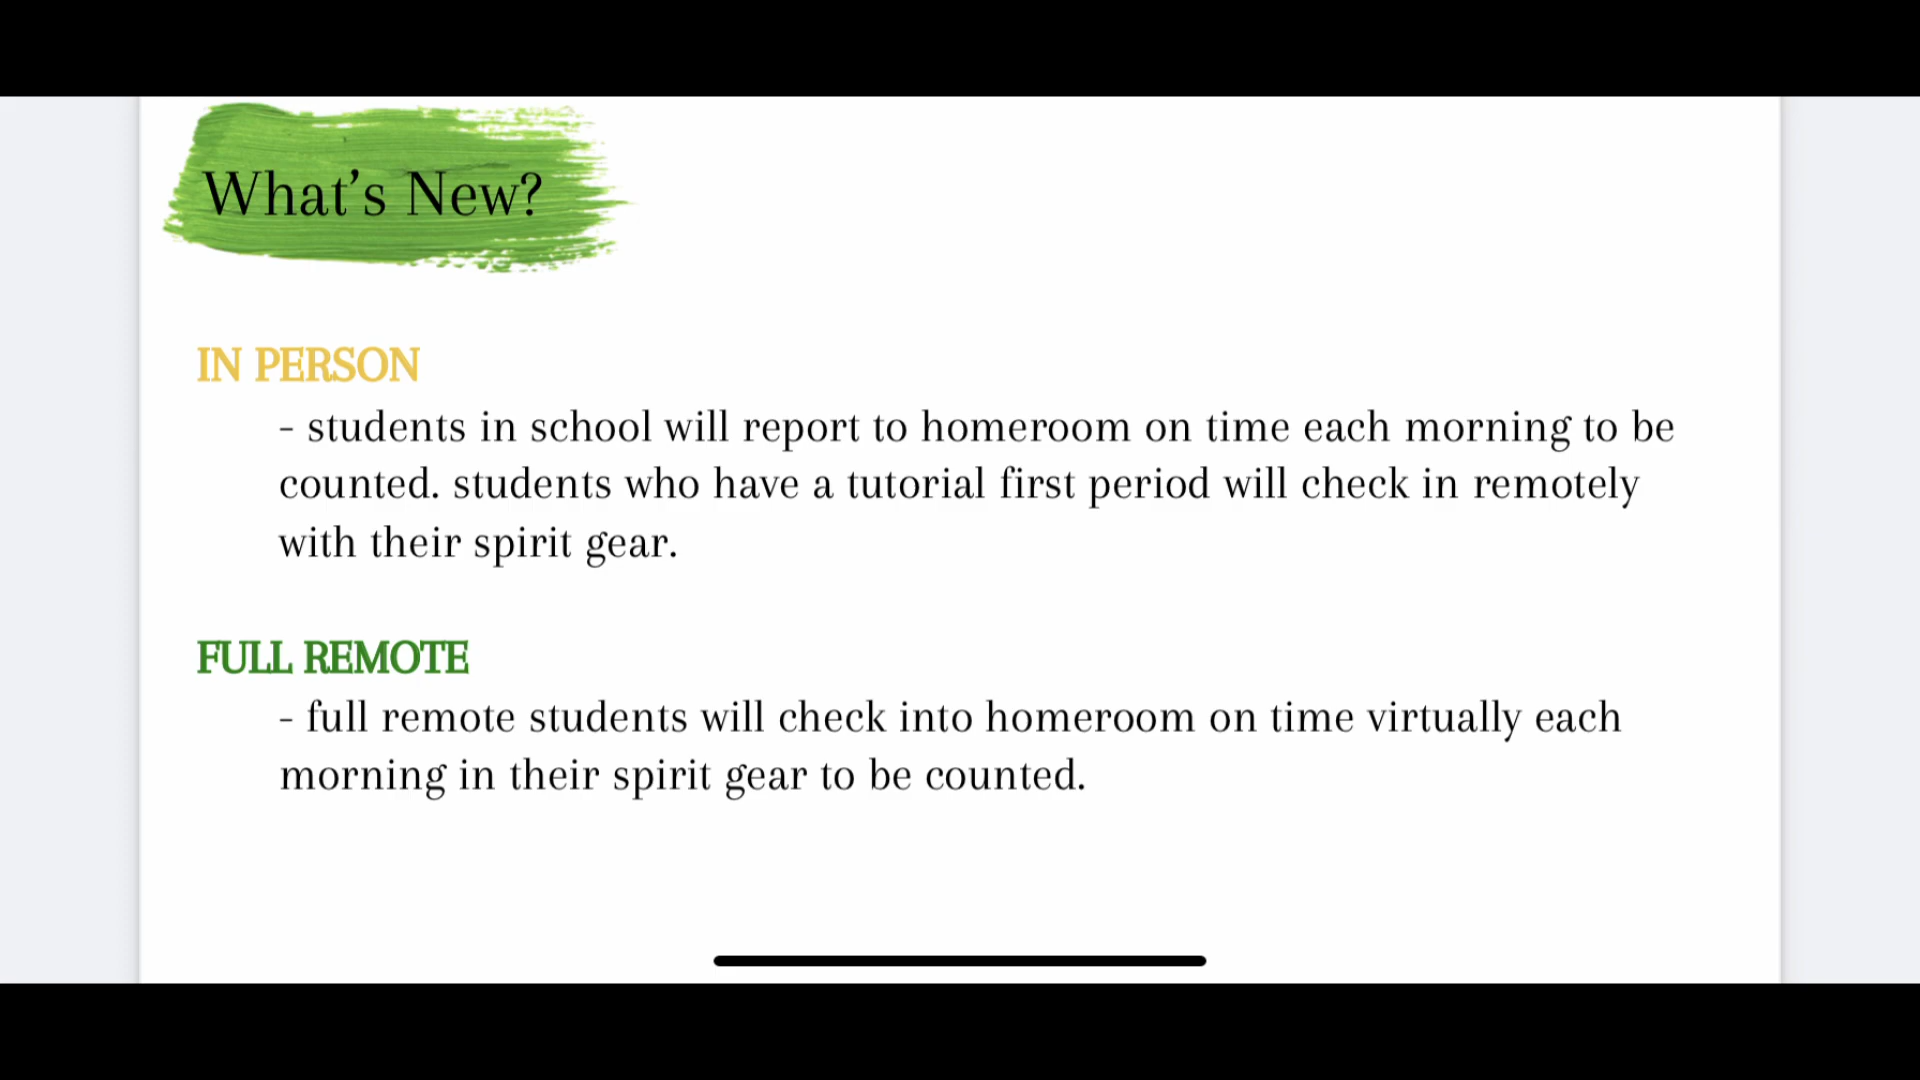 What’s New?
IN PERSON
- students in school will report to homeroom on time each morning to be
counted. students who have a tutorial first period will check in remotely
with their spirit gear.
FULL REMOTE
- full remote students will check into homeroom on time virtually each
morning in their spirit gear to be counted.